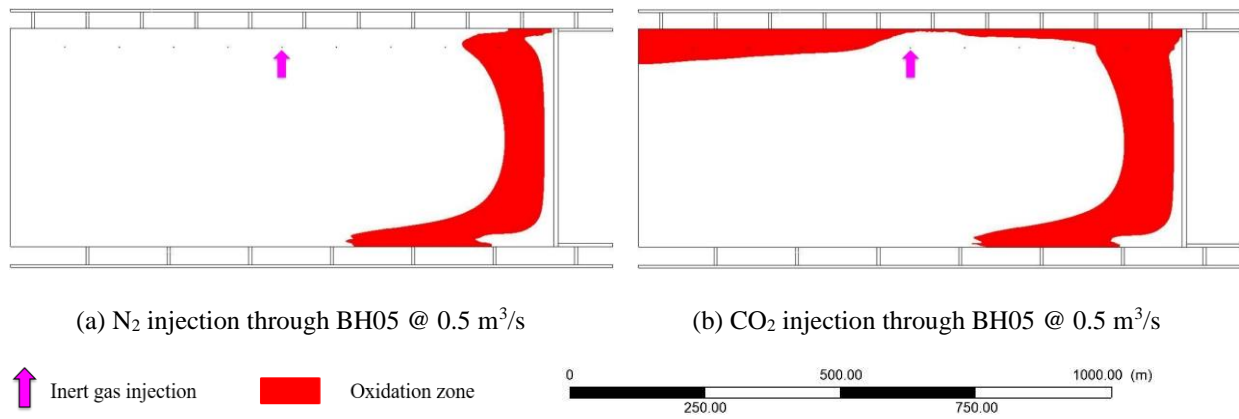 (a) N₂ injection through BH05 @ 0.5 m³/s
(b) CO₂ injection through BH05 @ 0.5 m³/s
Inert gas injection
Oxidation zone
0 500.00 1000.00 (m)
250.00 750.00